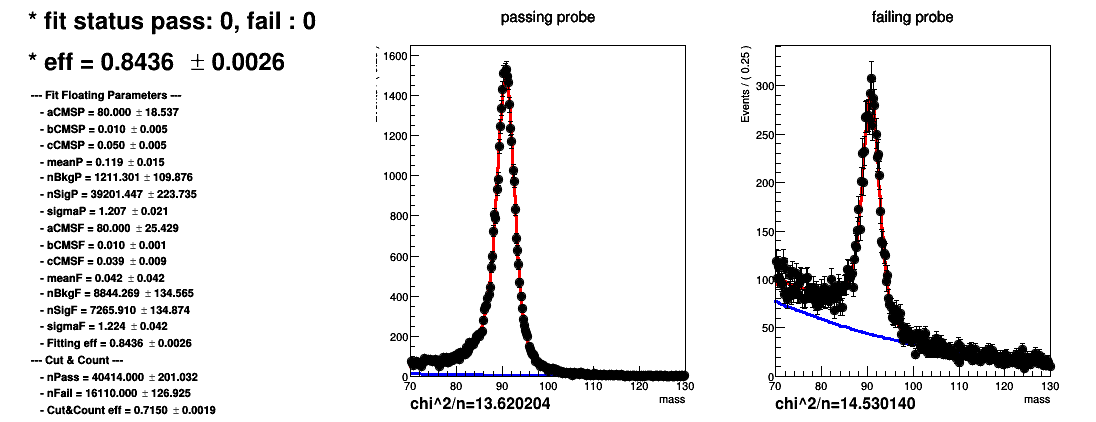 * fit status pass: 0, fail : 0
* eff = 0.8436 ± 0.0026
--- Fit Floating Parameters ---
- aCMSP = 80.000 ± 18.537
- bCMSP = 0.010 ± 0.005
- cCMSP = 0.050 ± 0.005
- meanP = 0.119 ± 0.015
- nBkgP = 1211.301 ± 109.876
- nSigP = 39201.447 ± 223.735
- sigmaP = 1.207 ± 0.021
- aCMSF = 80.000 ± 25.429
- bCMSF = 0.010 ± 0.001
- cCMSF = 0.039 ± 0.009
- meanF = 0.042 ± 0.042
- nBkgF = 8844.269 ± 134.565
- nSigF = 7265.910 ± 134.874
- sigmaF = 1.224 ± 0.042
- Fitting eff = 0.8436 ± 0.0026
--- Cut & Count ---
- nPass = 40414.000 ± 201.032
- nFail = 16110.000 ± 126.925
- Cut&Count eff = 0.7150 ± 0.0019
passing probe
1600
1400
1200
1000
800
600
400
200
0
70 80 90 100 110 120 130
mass
chi^2/n=13.620204
failing probe
Events / ( 0.25 )
300
250
200
150
100
50
0
70 80 90 100 110 120 130
mass
chi^2/n=14.530140